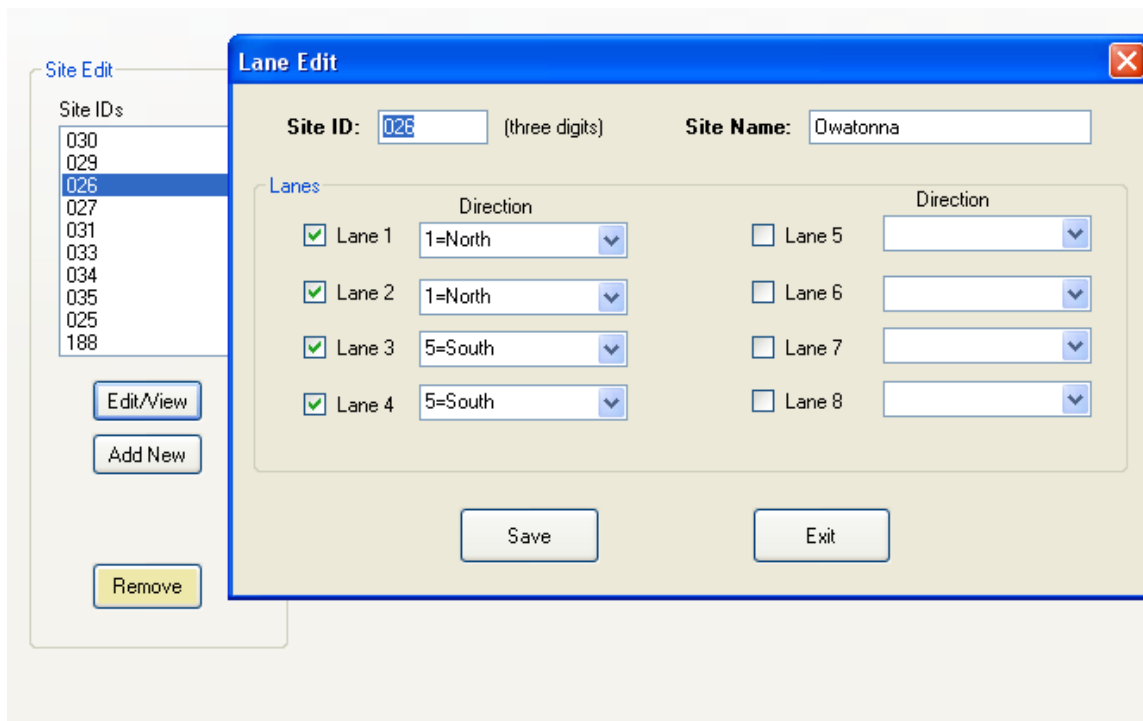 Site Edit
Site IDs
030
029
026
027
031
033
034
035
025
188
Edit/View
Add New
Remove
Lane Edit
Site ID: 026 (three digits) Site Name: Owatonna
Lanes
Direction
Lane 1 1=North
Lane 2 1=North
Lane 3 5=South
Lane 4 5=South
Direction
Lane 5
Lane 6
Lane 7
Lane 8
Save
Exit